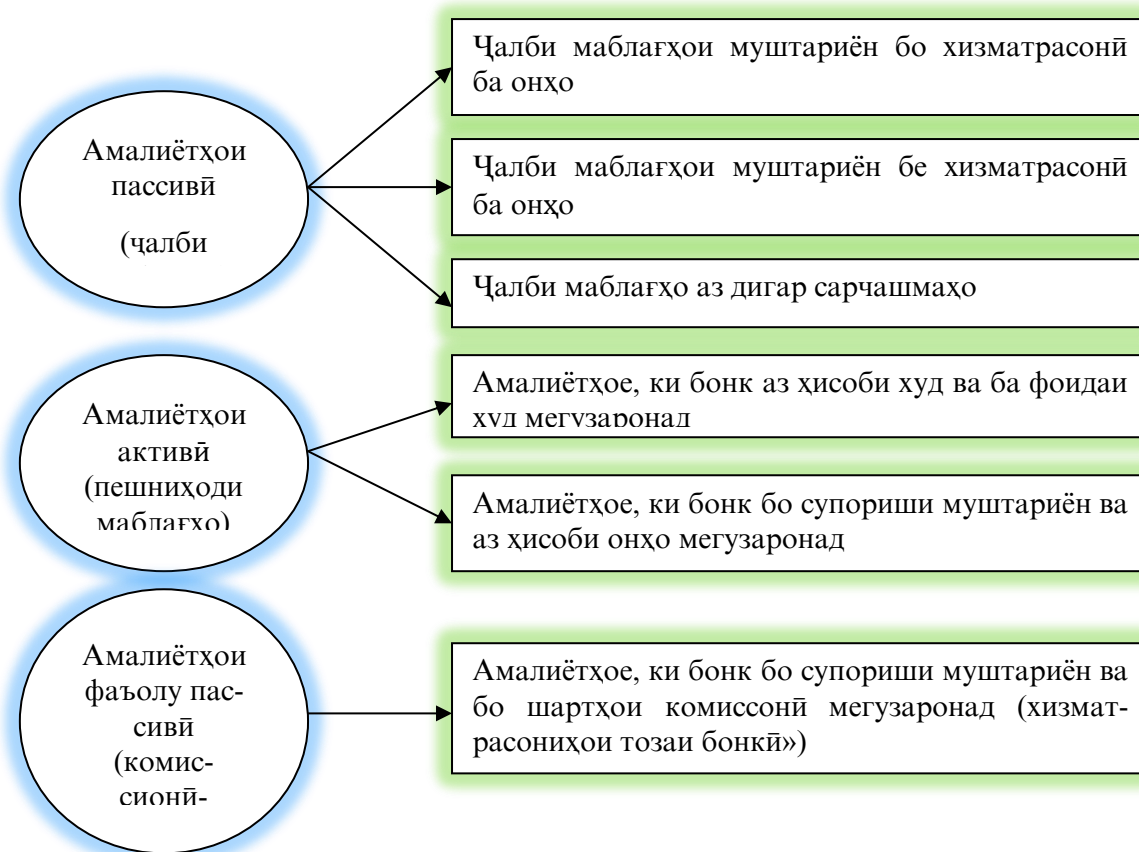 Амалиётҳои
пассивӣ
(ҷалби
Ҷалби маблағҳои муштариён бо хизматрасонӣ
ба онҳо
Ҷалби маблағҳои муштариён бе хизматрасонӣ
ба онҳо
Ҷалби маблағҳо аз дигар сарчашмаҳо
Амалиётҳои
активӣ
(пешниҳоди
маблағҳо)
Амалиётҳое, ки бонк аз ҳисоби худ ва ба фоидаи
худ мегузаронад
Амалиётҳое, ки бонк бо супориши муштариён ва
аз ҳисоби онҳо мегузаронад
Амалиётҳои
фаъолу пас-
сивӣ
(комис-
сионӣ-
Амалиётҳое, ки бонк бо супориши муштариён ва
бо шартҳои комиссонӣ мегузаронад (хизмат-
расониҳои тозаи бонкӣ»)